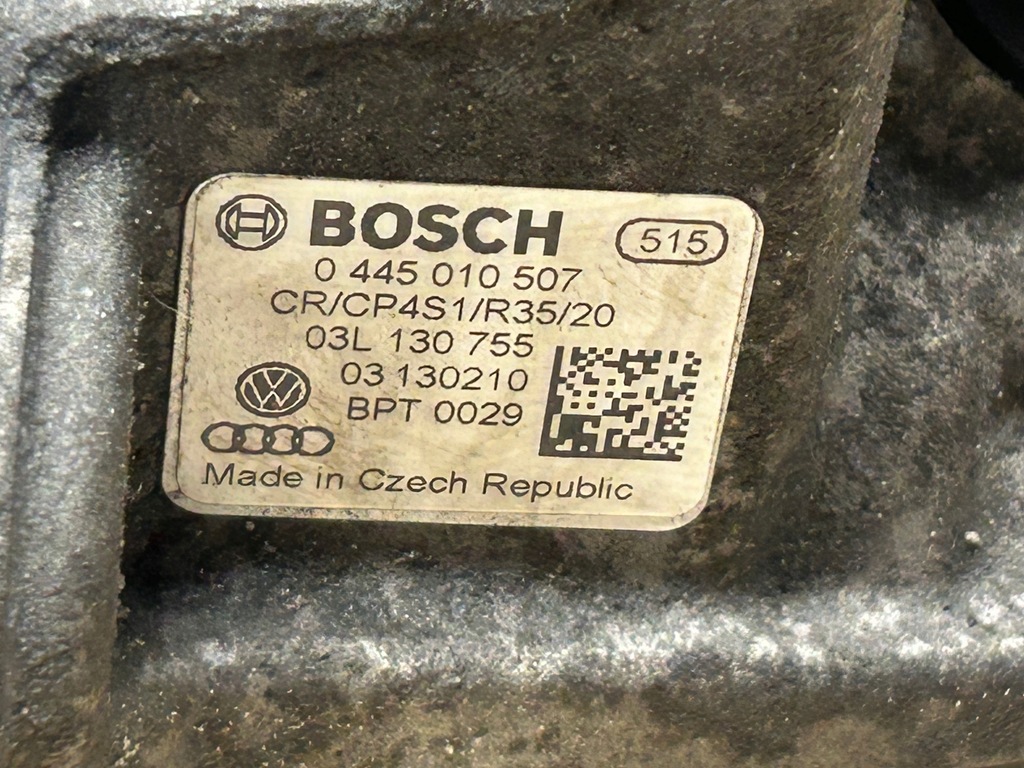 BOSCH 515
0 445 010 507
CR/CP4S1/R35/20
03L 130 755
03 130210
BPT 0029
Made in Czech Republic